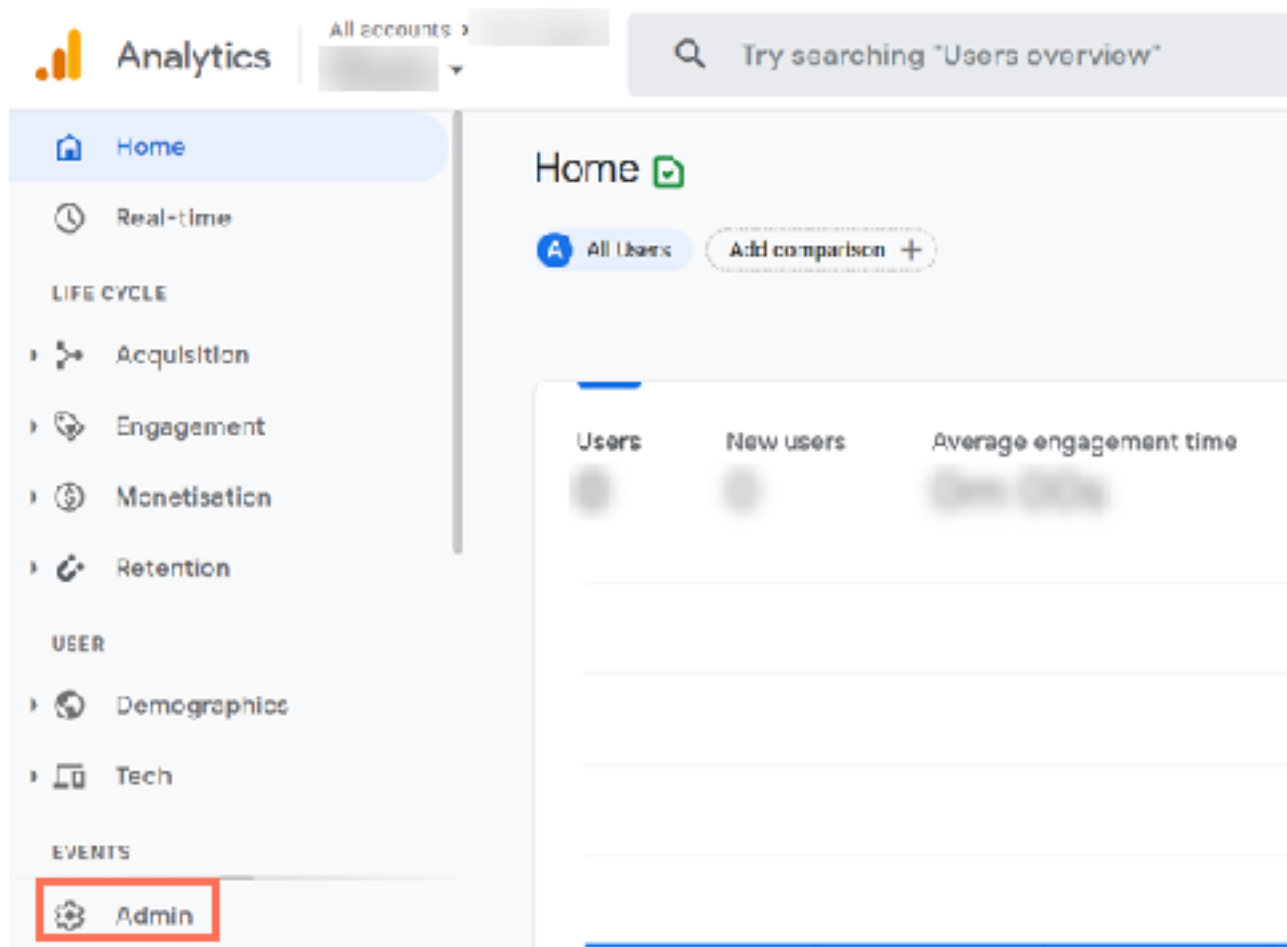 Analytics
All accounts >
Try searching "Users overview"
Home
Real-time
LIFE CYCLE
Acquisition
Engagement
Monetisation
Retention
USER
Demographics
Tech
EVENTS
Admin
Home
A All Users
Add comparison +
Users
New users
Average engagement time